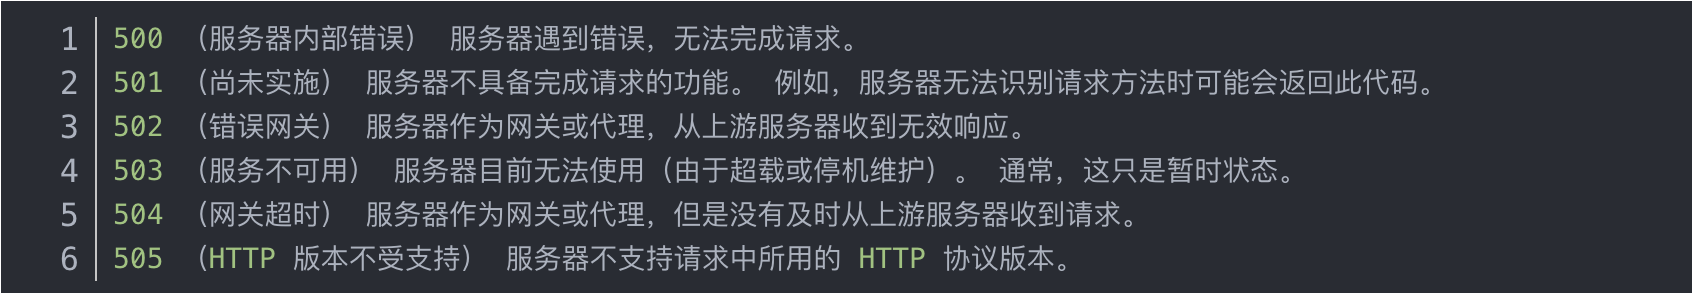 1 500 （服务器内部错误） 服务器遇到错误，无法完成请求。
2 501 （尚未实施） 服务器不具备完成请求的功能。 例如，服务器无法识别请求方法时可能会返回此代码。
3 502 （错误网关） 服务器作为网关或代理，从上游服务器收到无效响应。
4 503 （服务不可用） 服务器目前无法使用（由于超载或停机维护）。 通常，这只是暂时状态。
5 504 （网关超时） 服务器作为网关或代理，但是没有及时从上游服务器收到请求。
6 505 （HTTP 版本不受支持） 服务器不支持请求中所用的 HTTP 协议版本。